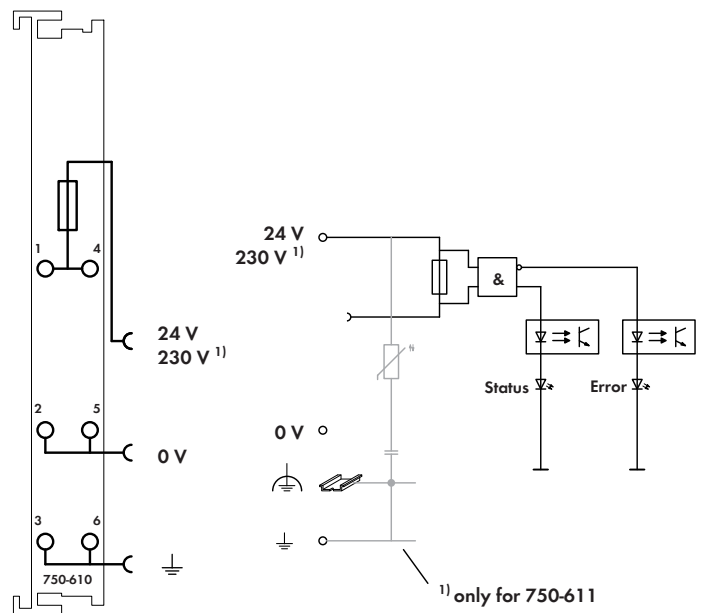 1
4
24 V
230 V 1)
2
5
0 V
3
6
750-610
24 V
230 V 1)
&
Status
Error
0 V
1) only for 750-611